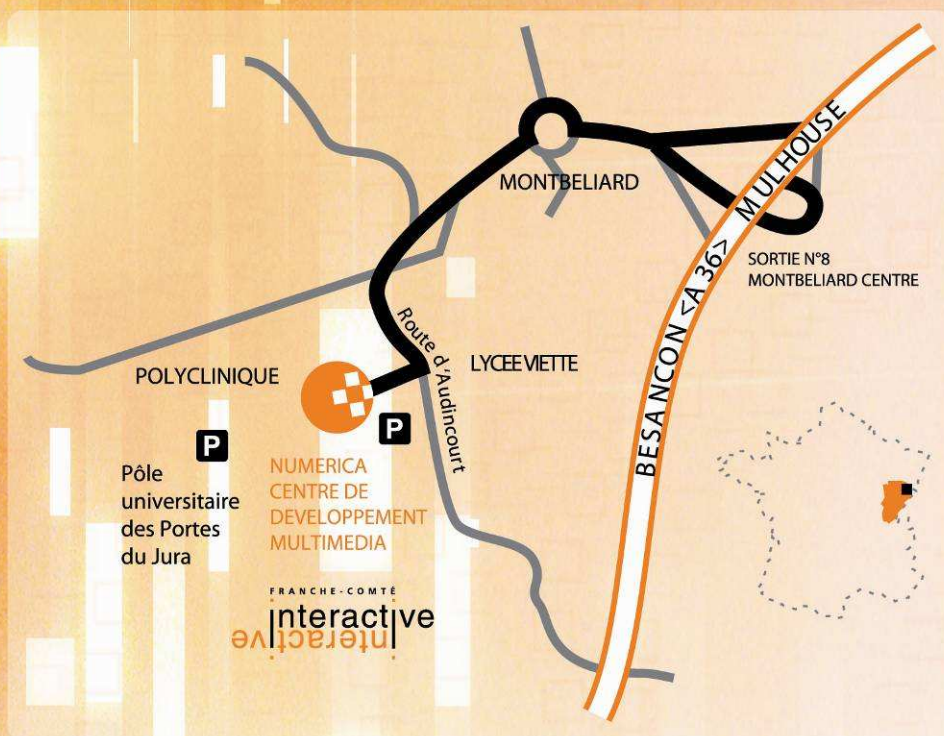 MONTBELIARD
BESANCON <A 36> MULHOUSE
SORTIE N°8
MONTBELIARD CENTRE
Route d'Audincourt
LYCEE VIETTE
POLYCLINIQUE
P
P
Pôle
universitaire
des Portes
du Jura
NUMERICA
CENTRE DE
DEVELOPPEMENT
MULTIMEDIA
FRANCHE-COMTÉ
interactive
interactive